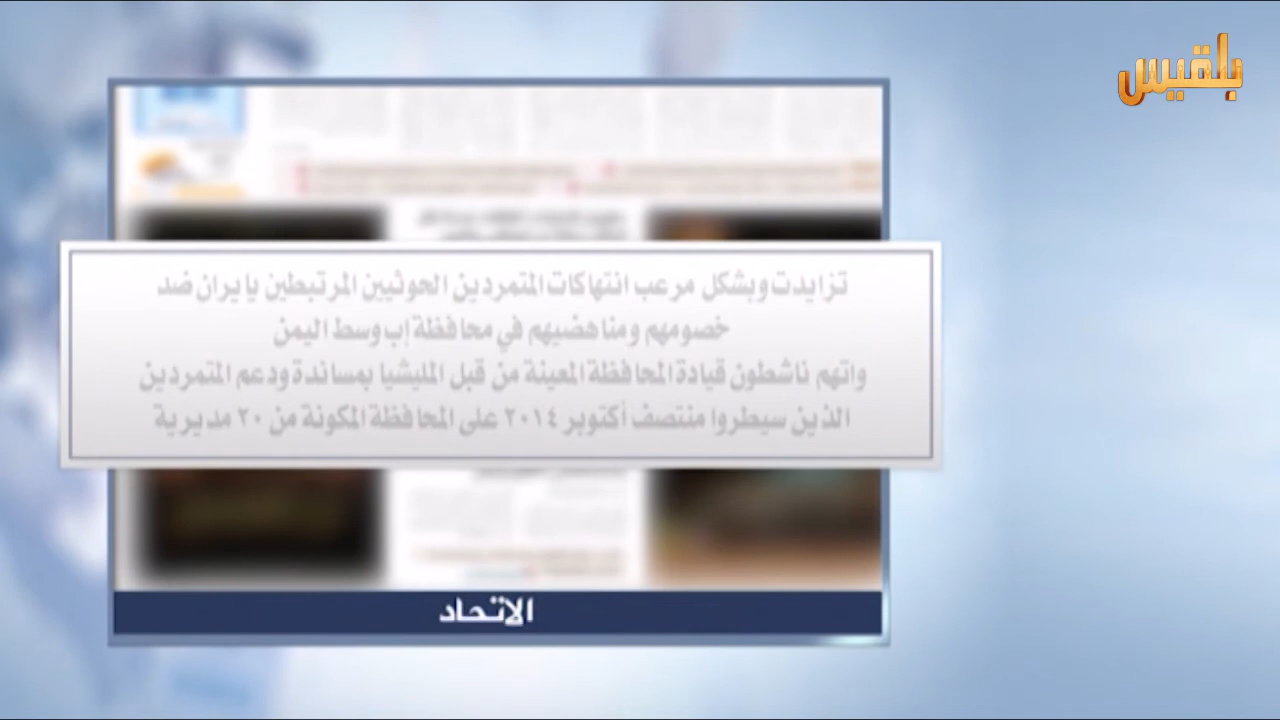 بلقيس
تزايدت وبشكل مرعب انتهاكات المتمردين الحوثيين المرتبطين بإيران ضد
خصومهم ومناهضيهم في محافظة إب وسط اليمن
واتهم ناشطون قيادة المحافظة المعينة من قبل المليشيا بمساندة ودعم المتمردين
الذين سيطروا منتصف أكتوبر ٢٠١٤ على المحافظة المكونة من ٢٠ مديرية
الاتحاد